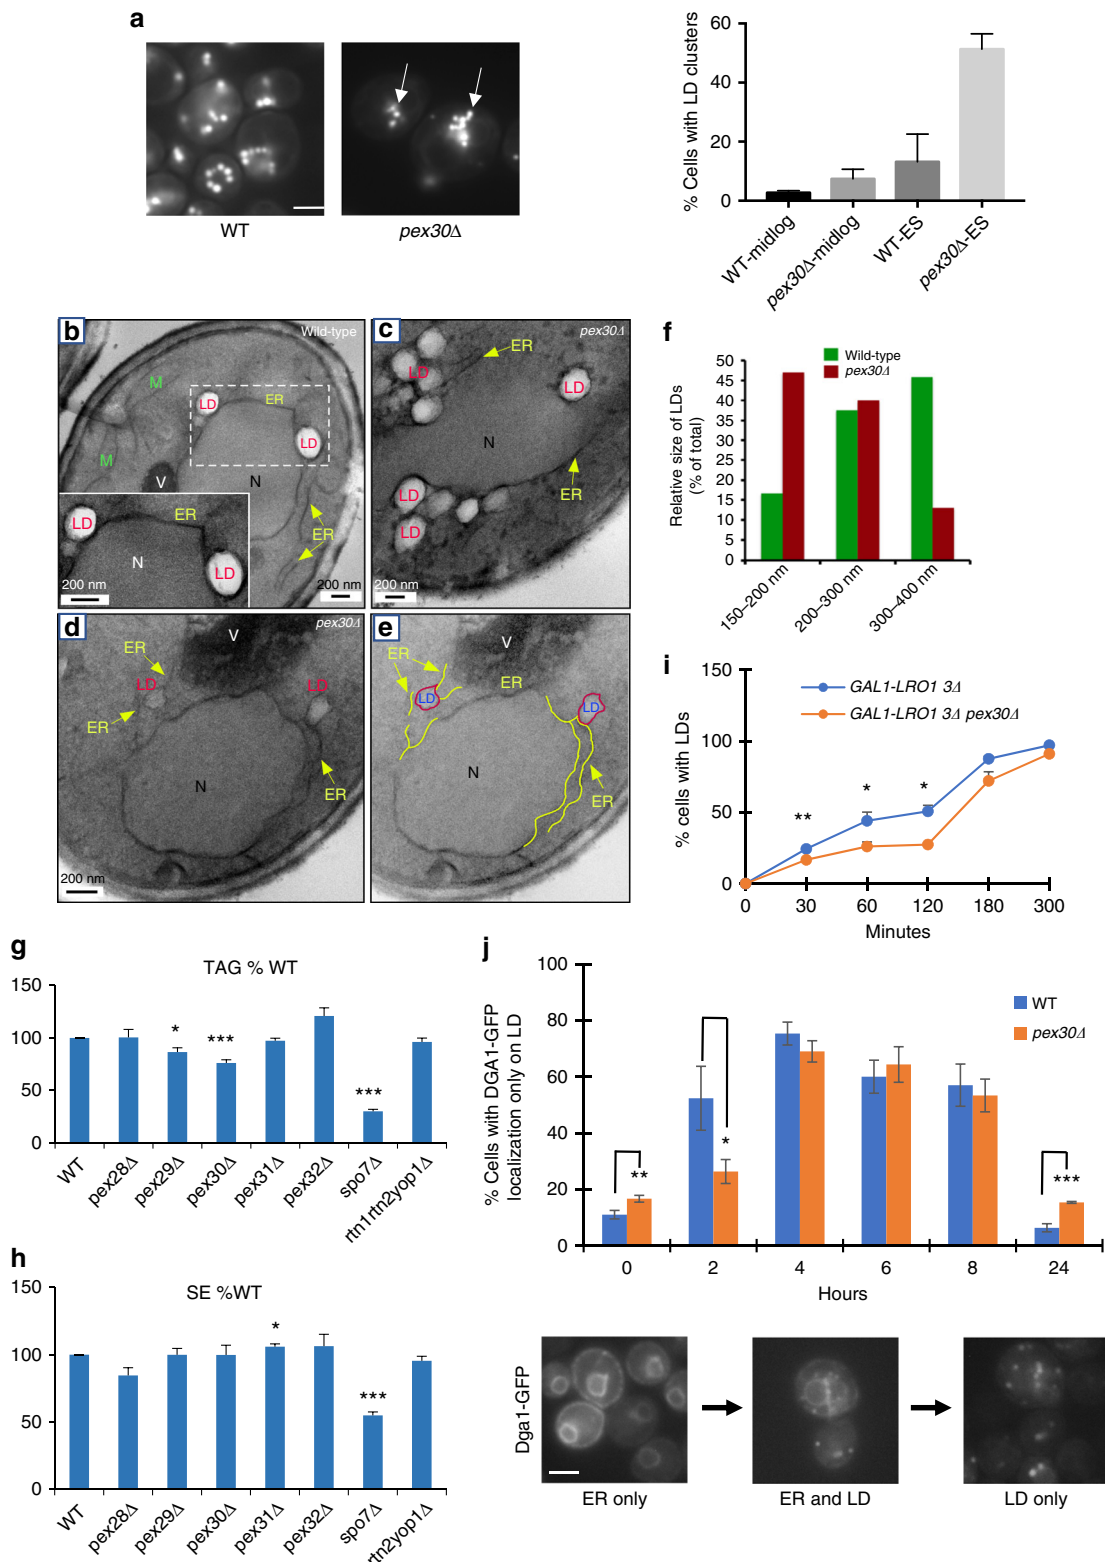 a
WT
pex30Δ
% Cells with LD clusters
60
40
20
0
WT-midlog
pex30Δ-midlog
WT-ES
pex30Δ-ES
b
Wild-type
M
LD
ER
M
LD
V
N
ER
ER
LD
N
LD
200 nm
200 nm
c
pex30Δ
ER
LD
LD
N
LD
ER
LD
200 nm
d
pex30Δ
V
ER
LD
LD
ER
N
ER
200 nm
e
V
ER
ER
LD
LD
N
ER
f
Wild-type
pex30Δ
Relative size of LDs
(% of total)
50
45
40
35
30
25
20
15
10
5
0
150–200 nm
200–300 nm
300–400 nm
i
GAL1-LRO1 3Δ
GAL1-LRO1 3Δ pex30Δ
% cells with LDs
150
100
50
0
**
*
*
0
30
60
120
180
300
Minutes
g
TAG % WT
150
100
50
0
*
***
***
WT
pex28Δ
pex29Δ
pex30Δ
pex31Δ
pex32Δ
spo7Δ
rtn1rtn2yop1Δ
h
SE %WT
150
100
50
0
*
***
WT
pex28Δ
pex29Δ
pex30Δ
pex31Δ
pex32Δ
spo7Δ
rtn2yop1Δ
j
% Cells with DGA1-GFP
localization only on LD
100
80
60
40
20
0
WT
pex30Δ
**
*
***
0
2
4
6
8
24
Hours
Dga1-GFP
ER only
ER and LD
LD only